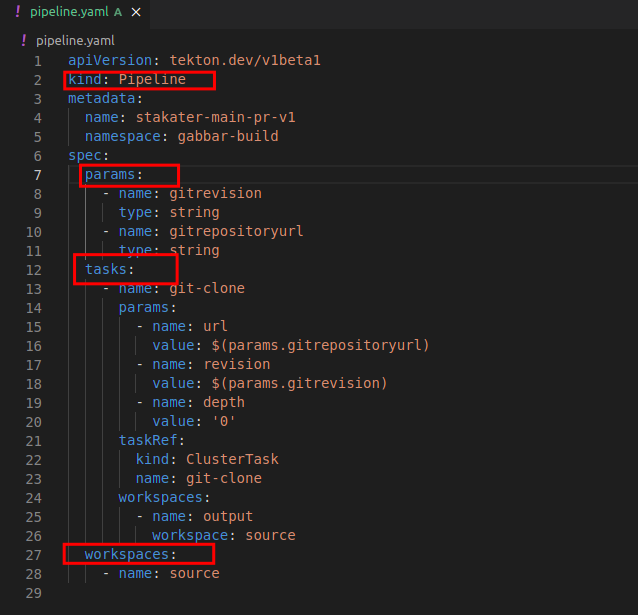 ! pipeline.yaml A ×
! pipeline.yaml
1 apiVersion: tekton.dev/v1beta1
2 kind: Pipeline
3 metadata:
4   name: stakater-main-pr-v1
5   namespace: gabbar-build
6 spec:
7   params:
8     - name: gitrevision
9       type: string
10     - name: gitrepositoryurl
11       type: string
12   tasks:
13     - name: git-clone
14       params:
15         - name: url
16           value: $(params.gitrepositoryurl)
17         - name: revision
18           value: $(params.gitrevision)
19         - name: depth
20           value: '0'
21       taskRef:
22         kind: ClusterTask
23         name: git-clone
24       workspaces:
25         - name: output
26           workspace: source
27   workspaces:
28     - name: source
29